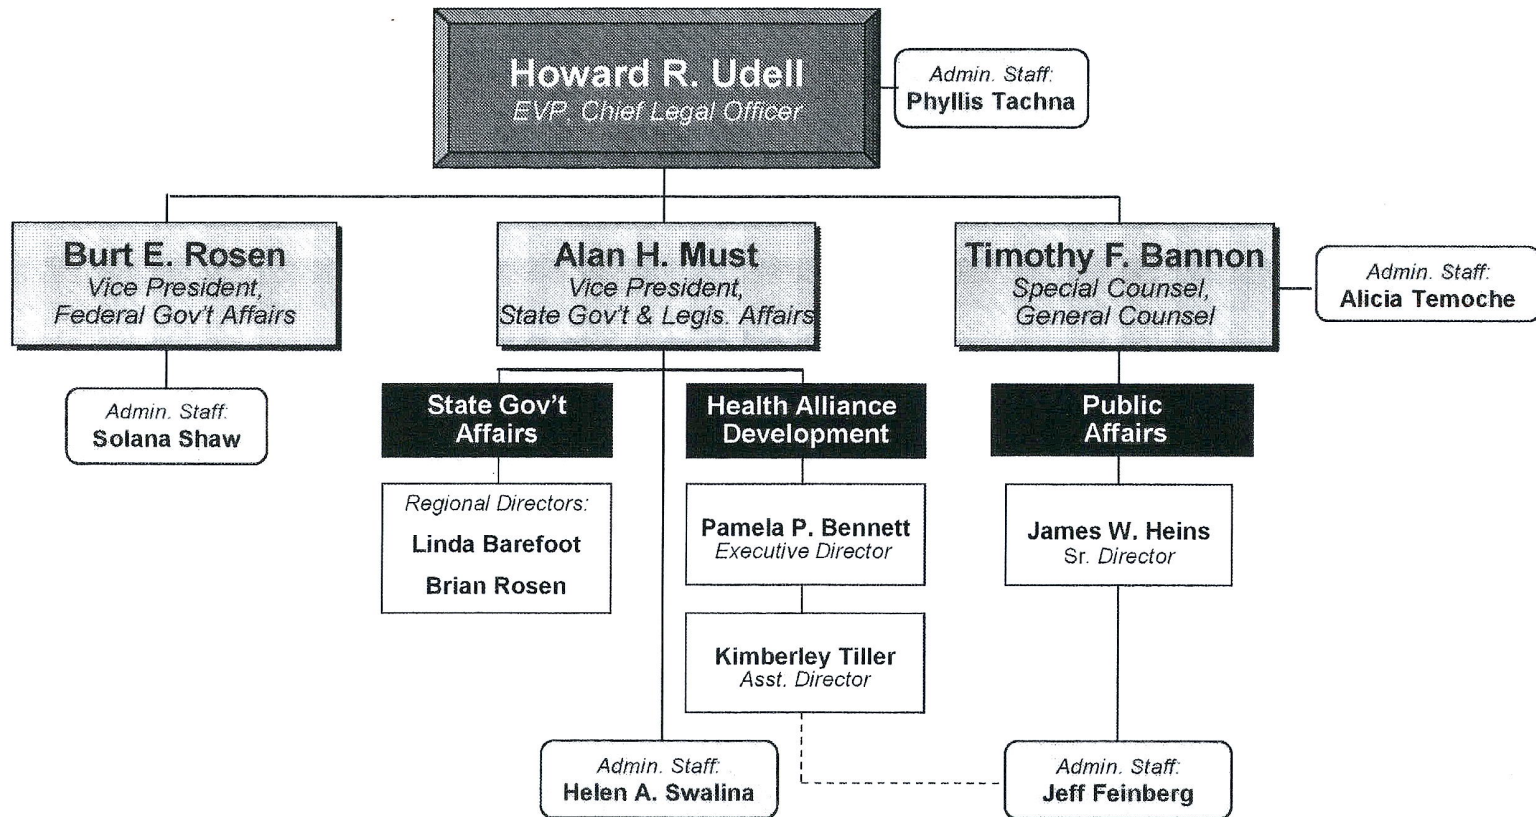 Howard R. Udell
EVP, Chief Legal Officer
Admin. Staff:
Phyllis Tachna
Burt E. Rosen
Vice President,
Federal Gov't Affairs
Alan H. Must
Vice President,
State Gov't & Legis. Affairs
Timothy F. Bannon
Special Counsel,
General Counsel
Admin. Staff:
Alicia Temoche
Admin. Staff:
Solana Shaw
State Gov't
Affairs
Health Alliance
Development
Public
Affairs
Regional Directors:
Linda Barefoot
Brian Rosen
Pamela P. Bennett
Executive Director
James W. Heins
Sr. Director
Kimberley Tiller
Asst. Director
Admin. Staff:
Helen A. Swalina
Admin. Staff:
Jeff Feinberg